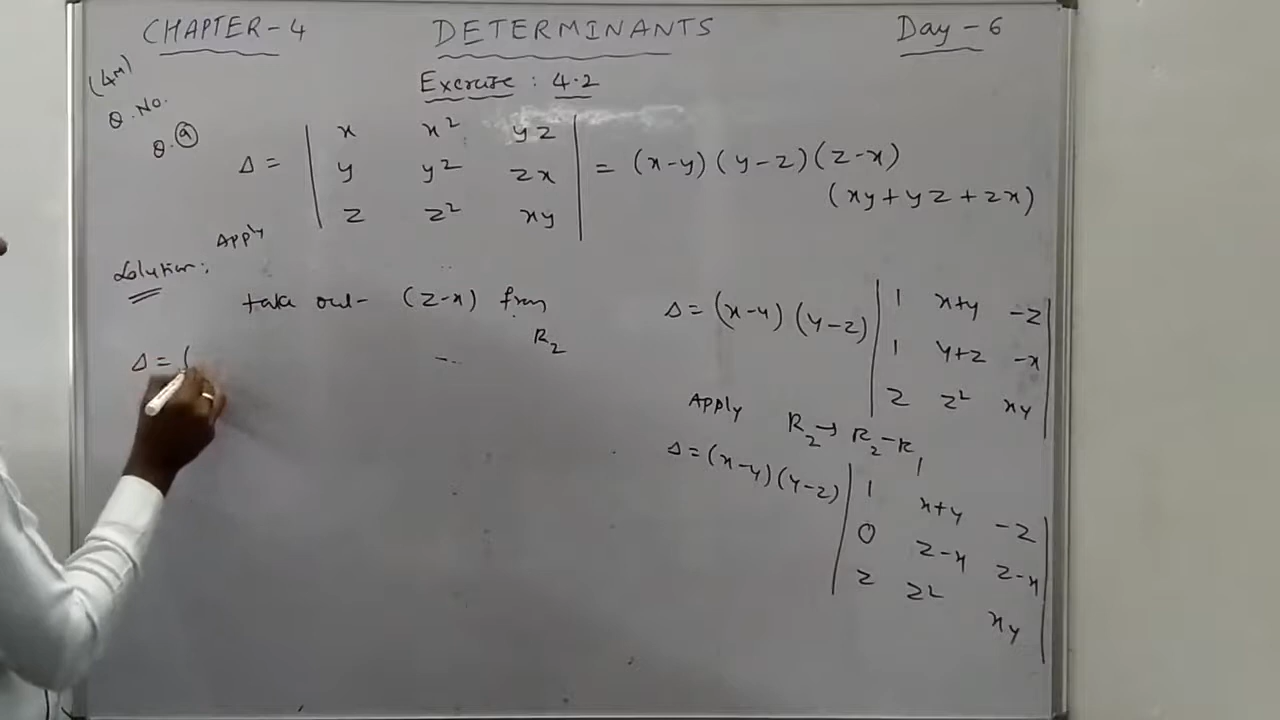 CHAPTER-4 DETERMINANTS Day-6
(4M) Excercise : 4.2
Q.No.
Q.9
Δ = | x x² yz | = (x-y)(y-z)(z-x)
| y y² zx | (xy+yz+zx)
| z z² xy |
Apply
Solution:
take out (z-x) from
R₂
Δ = (
Δ = (x-y)(y-z) | 1 x+y -z |
| 1 y+z -x |
| z z² xy |
Apply R₂→R₂-R₁
Δ = (x-y)(y-z) | 1 x+y -z |
| 0 z-x z-x |
| z z² xy |